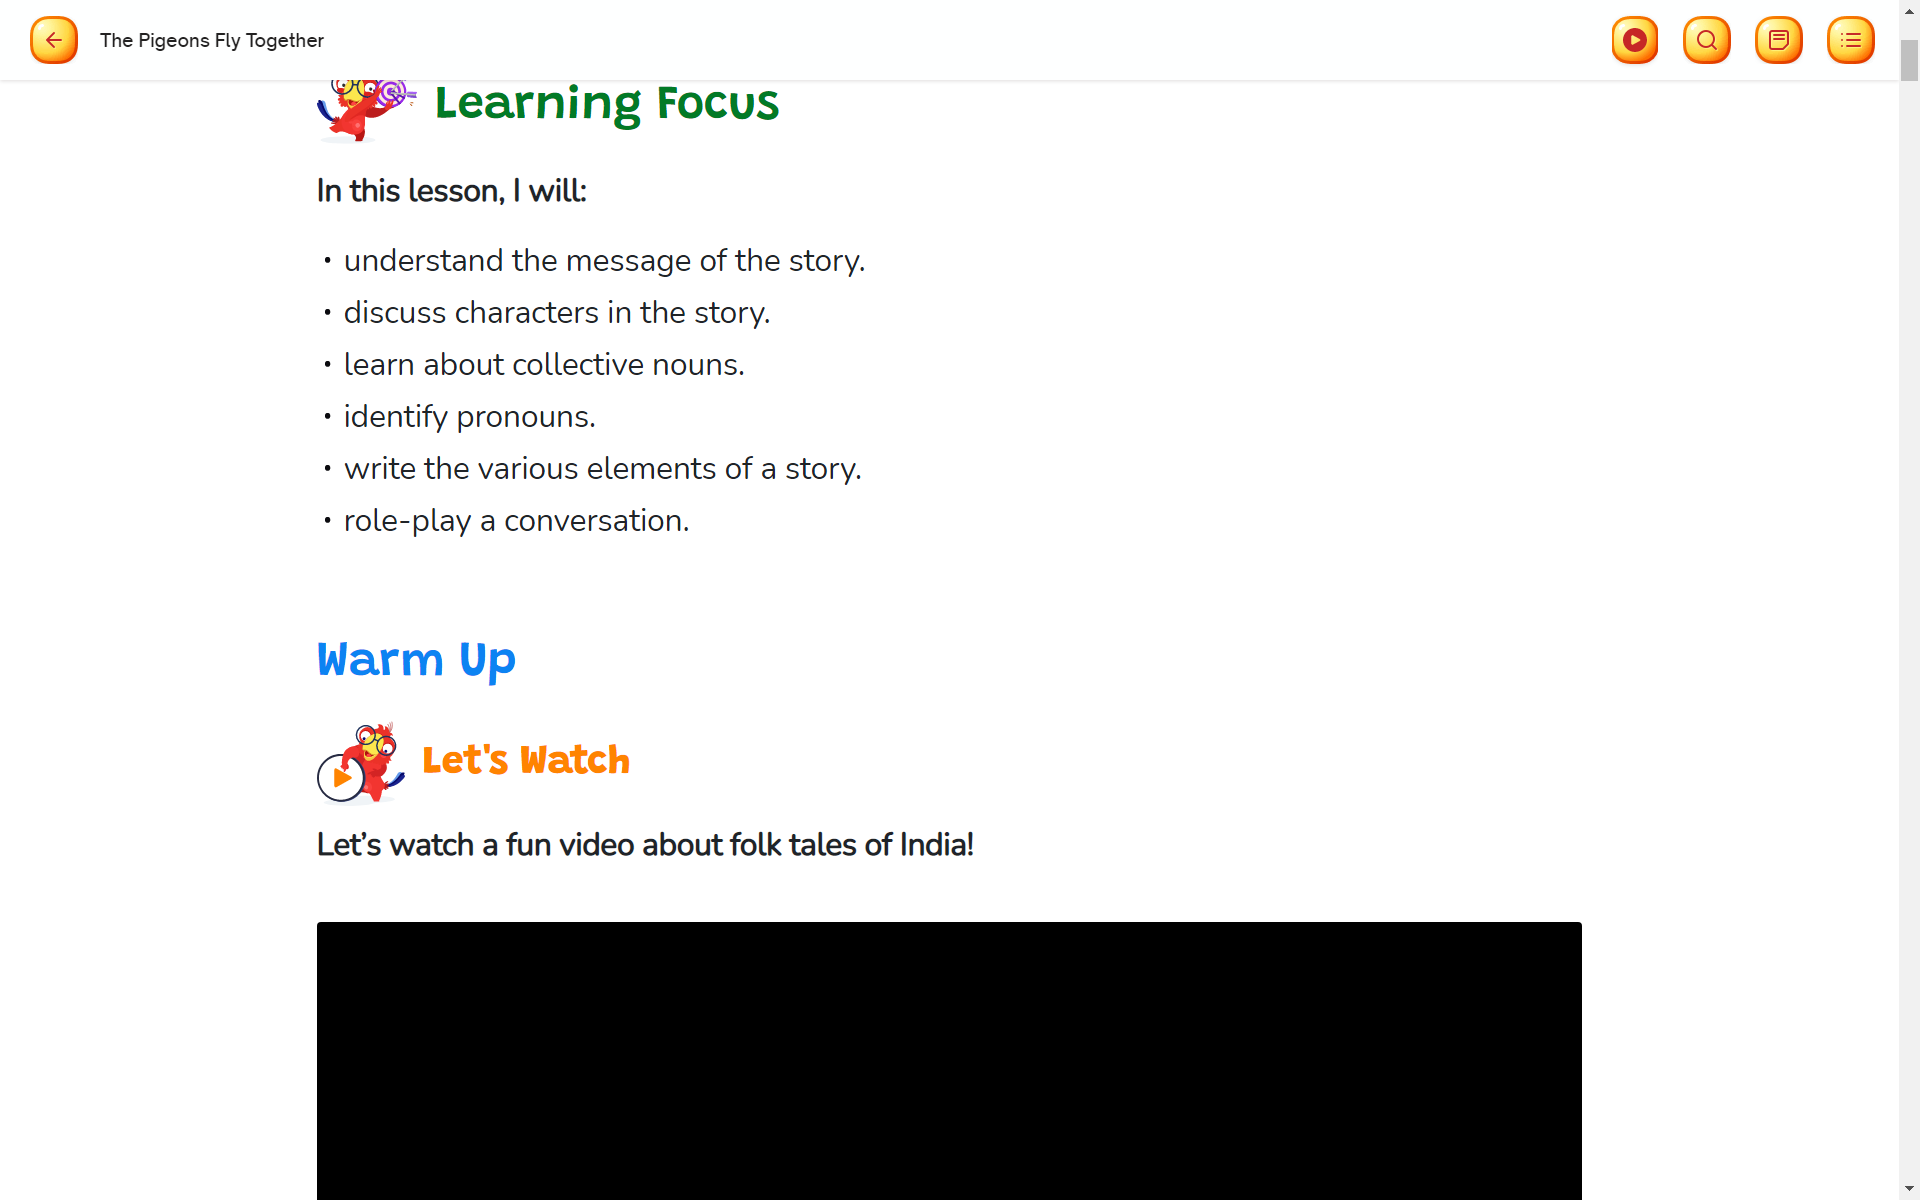 The Pigeons Fly Together
Learning Focus
In this lesson, I will:
• understand the message of the story.
• discuss characters in the story.
• learn about collective nouns.
• identify pronouns.
• write the various elements of a story.
• role-play a conversation.
Warm Up
Let's Watch
Let’s watch a fun video about folk tales of India!